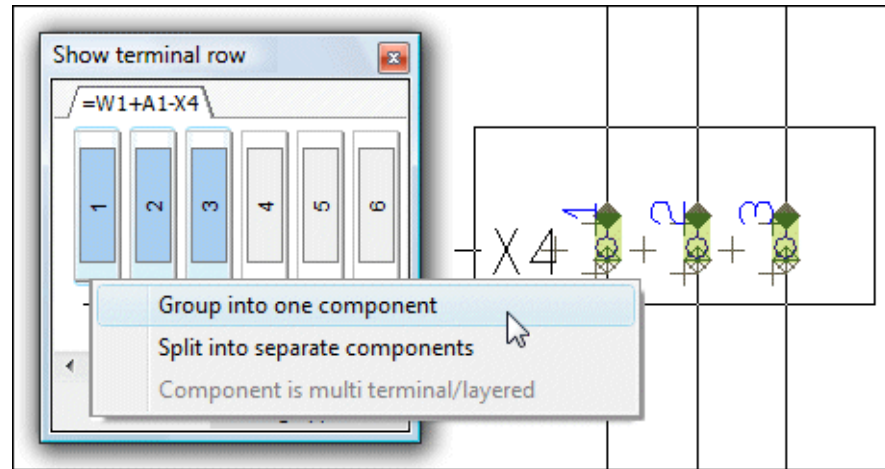 Show terminal row
=W1+A1-X4
1 2 3 4 5 6
X4 1 2 3
Group into one component
Split into separate components
Component is multi terminal/layered